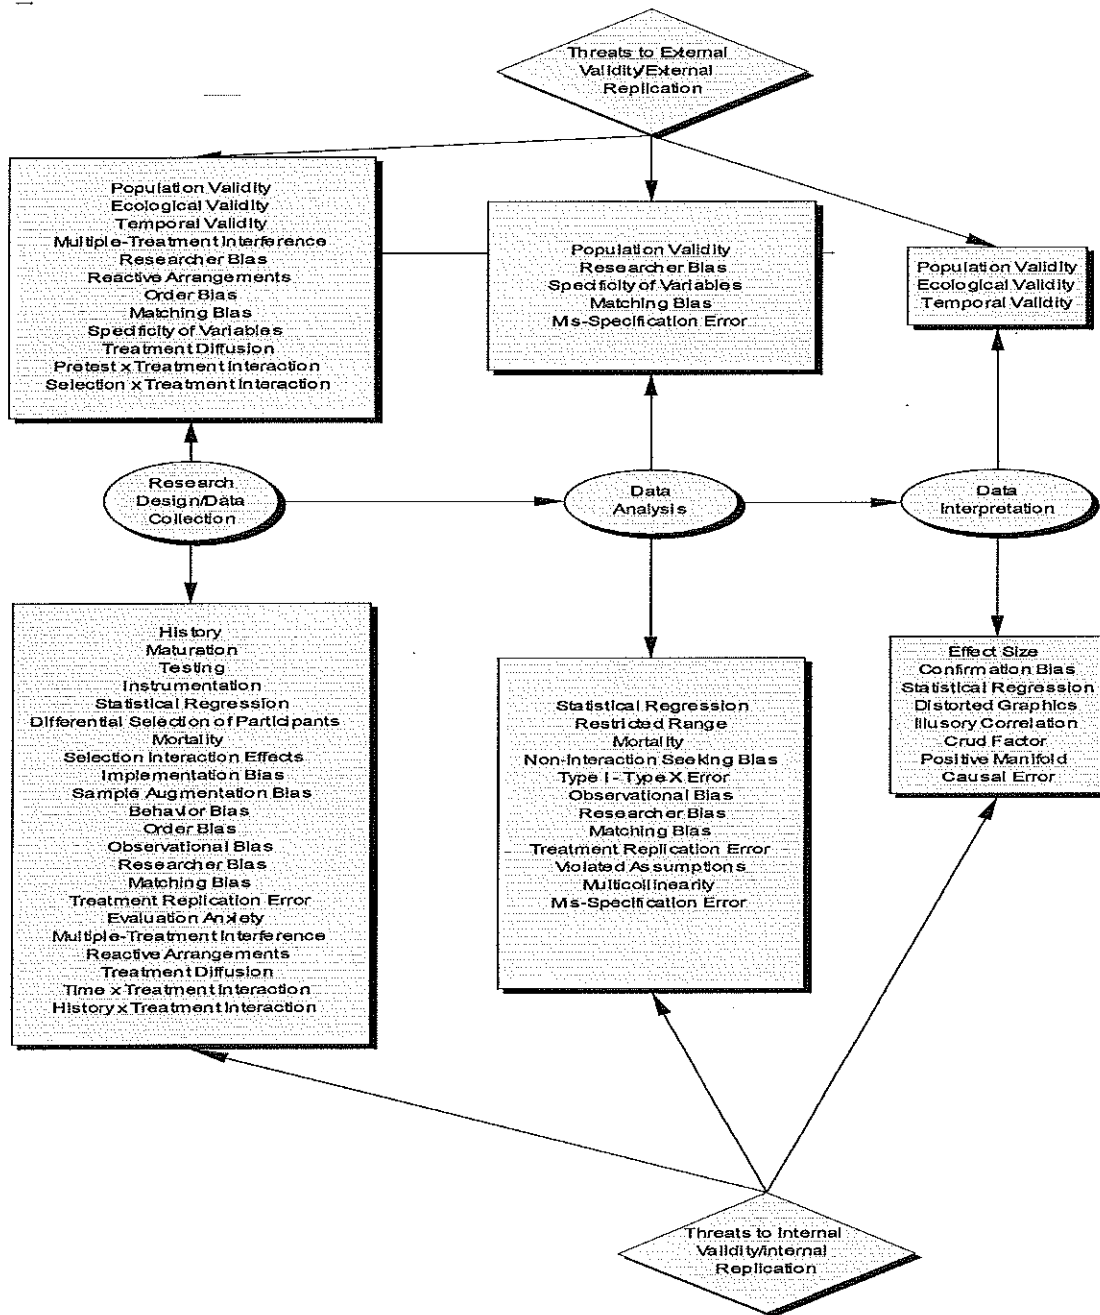 Threats to External
Validity/External
Replication
Population Validity
Ecological Validity
Temporal Validity
Multiple-Treatment Interference
Researcher Bias
Reactive Arrangements
Order Bias
Matching Bias
Specificity of Variables
Treatment Diffusion
Pretest x Treatment Interaction
Selection x Treatment Interaction
Population Validity
Researcher Bias
Specificity of Variables
Matching Bias
Mis-Specification Error
Population Validity
Ecological Validity
Temporal Validity
Research
Design/Data
Collection
Data
Analysis
Data
Interpretation
History
Maturation
Testing
Instrumentation
Statistical Regression
Differential Selection of Participants
Mortality
Selection Interaction Effects
Implementation Bias
Sample Augmentation Bias
Behavior Bias
Order Bias
Observational Bias
Researcher Bias
Matching Bias
Treatment Replication Error
Evaluation Anxiety
Multiple-Treatment Interference
Reactive Arrangements
Treatment Diffusion
Time x Treatment Interaction
History x Treatment Interaction
Statistical Regression
Restricted Range
Mortality
Non-Interaction Seeking Bias
Type I - Type X Error
Observational Bias
Researcher Bias
Matching Bias
Treatment Replication Error
Violated Assumptions
Multicollinearity
Mis-Specification Error
Effect Size
Confirmation Bias
Statistical Regression
Distorted Graphics
Illusory Correlation
Crud Factor
Positive Manifold
Causal Error
Threats to Internal
Validity/Internal
Replication